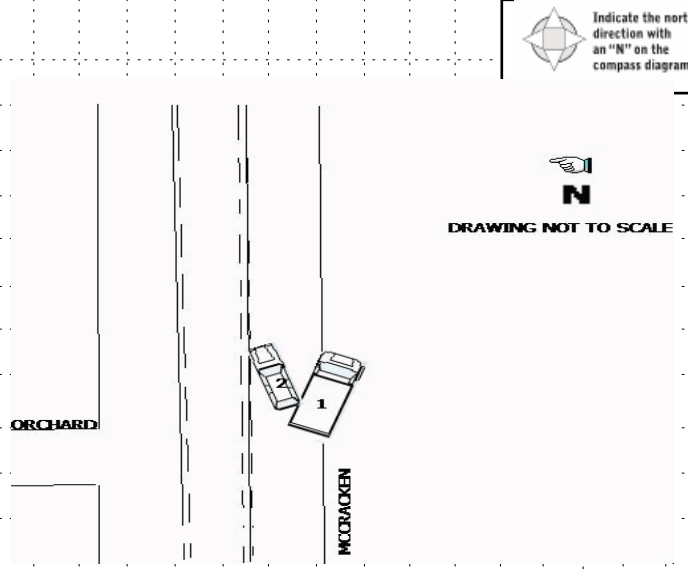 Indicate the nort
direction with
an "N" on the
compass diagram
N
DRAWING NOT TO SCALE
2
1
ORCHARD
MCCRACKEN